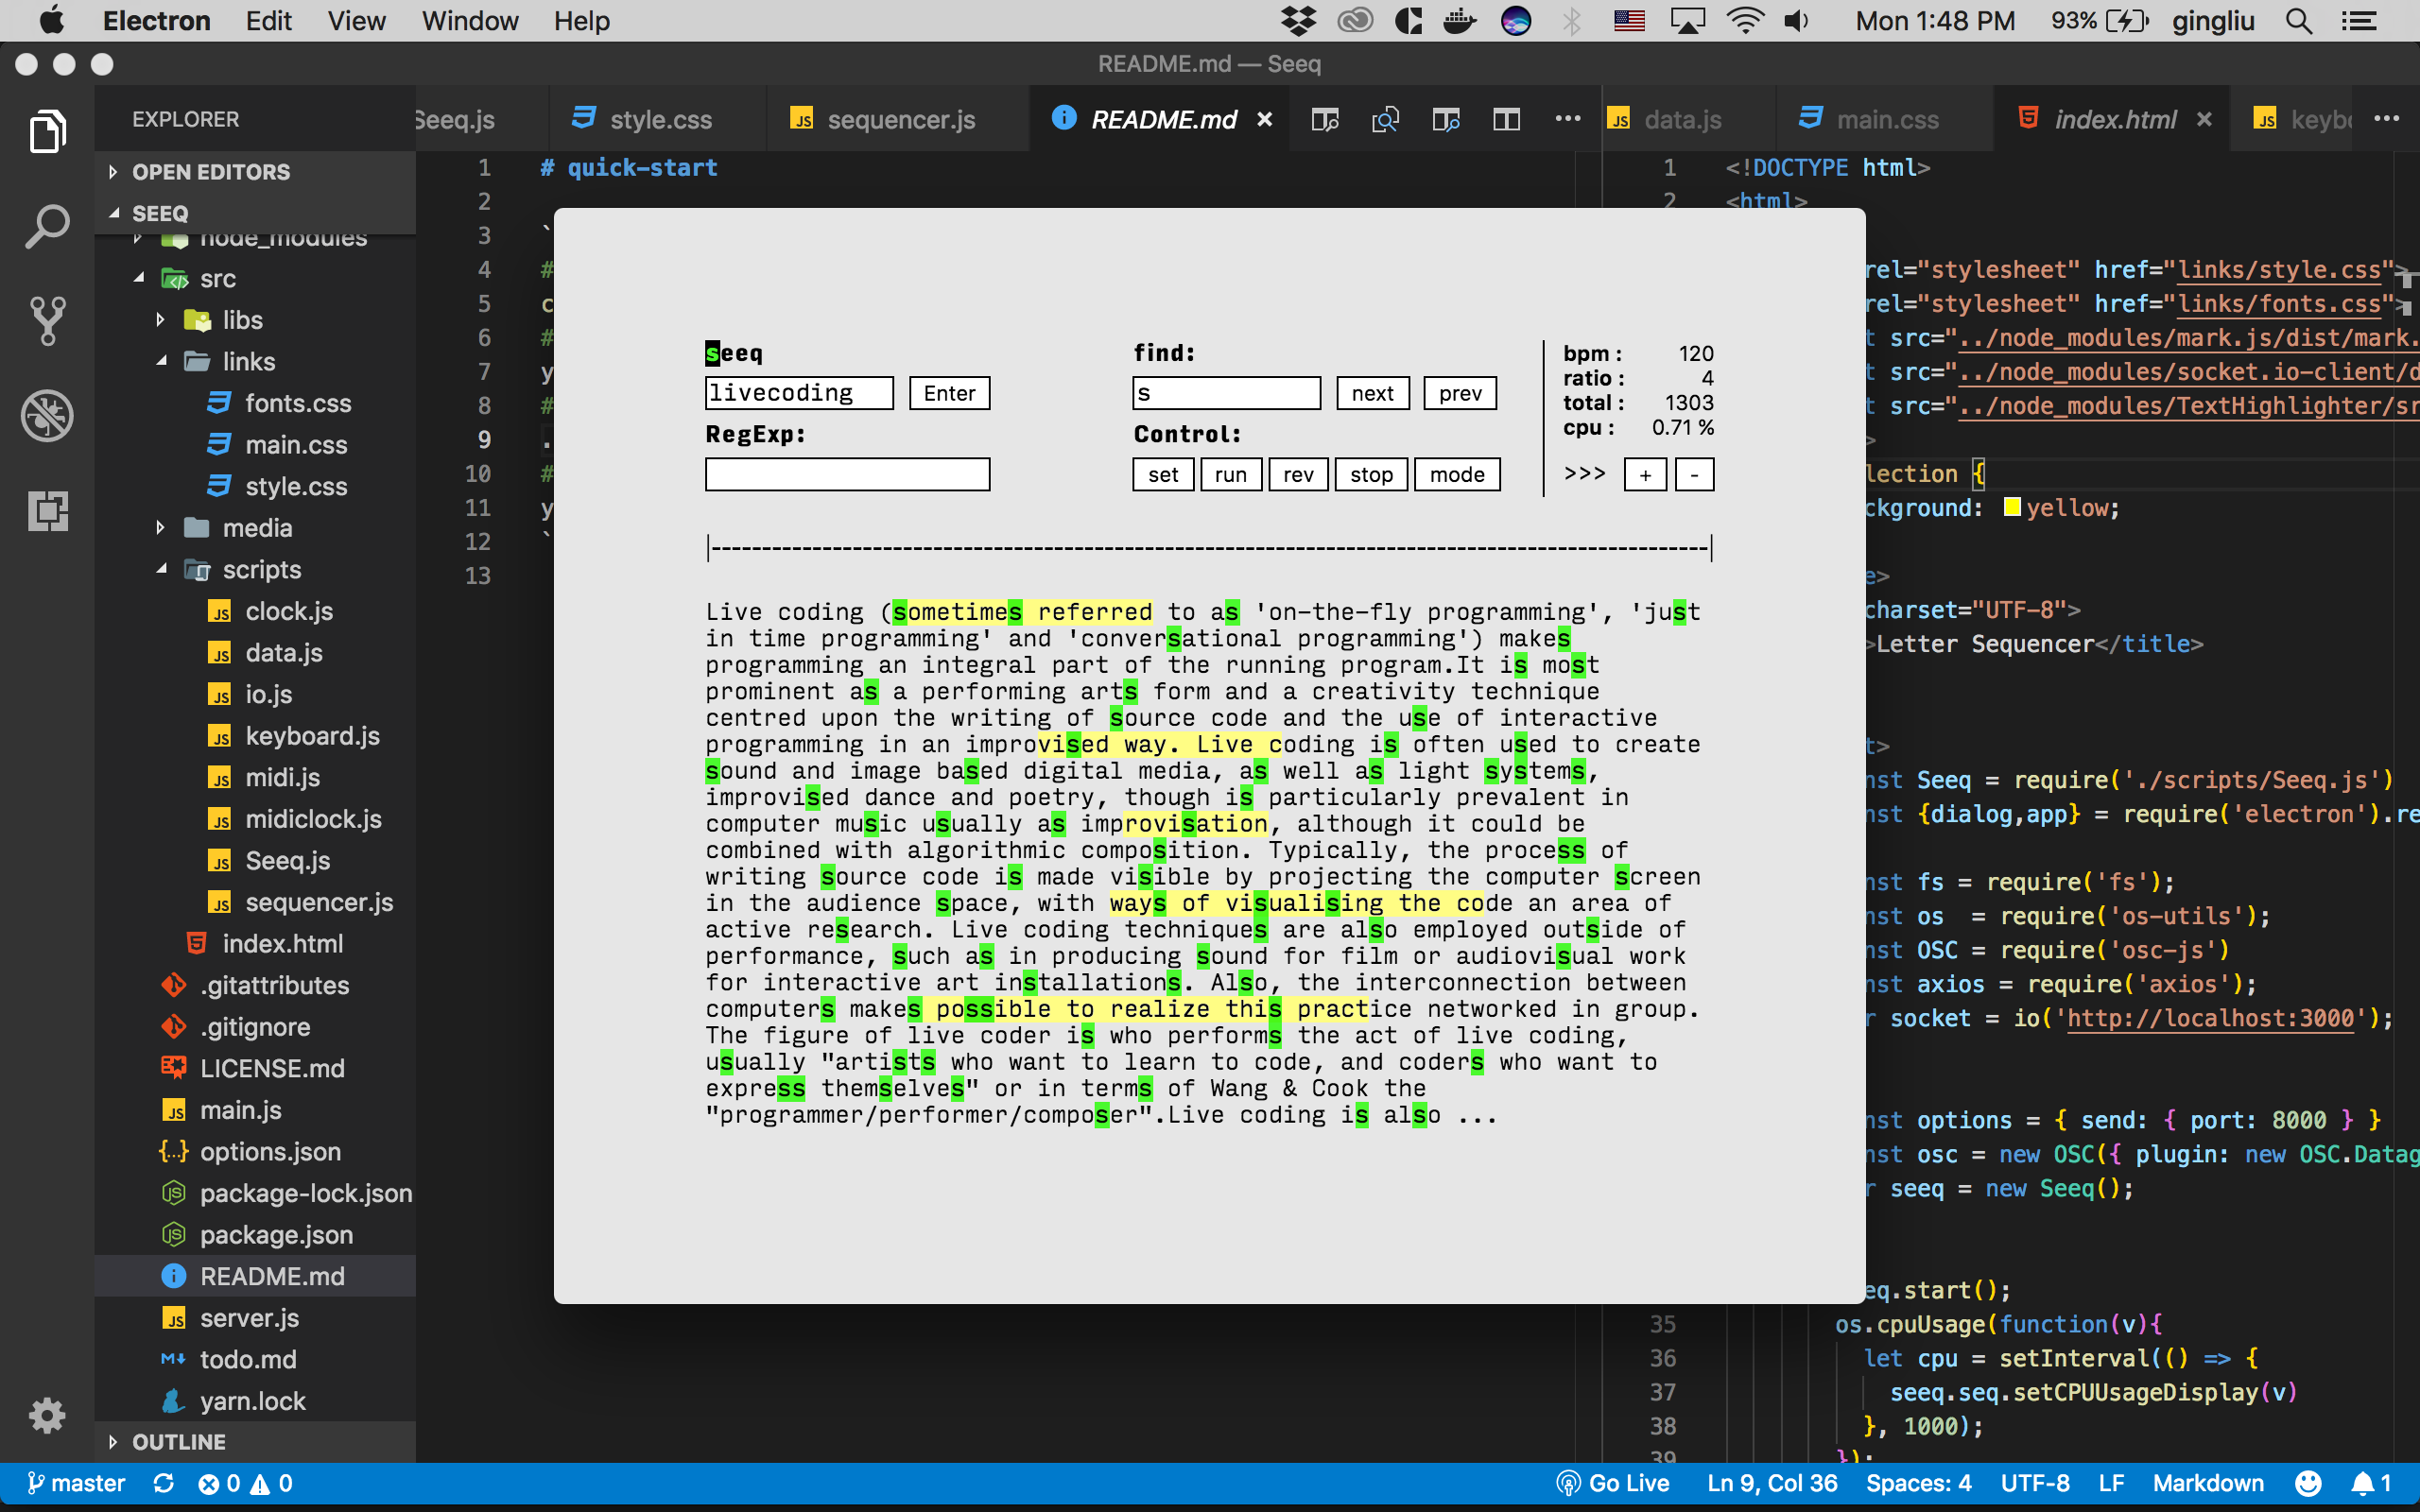 Electron Edit View Window Help Mon 1:48 PM 93% gingliu
README.md — Seeq
EXPLORER
OPEN EDITORS
SEEQ
node_modules
src
libs
links
fonts.css
main.css
style.css
media
scripts
clock.js
data.js
io.js
keyboard.js
midi.js
midiclock.js
Seeq.js
sequencer.js
index.html
.gitattributes
.gitignore
LICENSE.md
main.js
options.json
package-lock.json
package.json
README.md
server.js
todo.md
yarn.lock
OUTLINE
Seeq.js style.css sequencer.js README.md
1 # quick-start
2
3 `
4 #
5 c
6 #
7 y
8 #
9 .
10 #
11 y
12 `
13
seeq
livecoding Enter
RegExp:
find:
s next prev
Control:
set run rev stop mode
bpm : 120
ratio : 4
total : 1303
cpu : 0.71 %
>>> + -
Live coding (sometimes referred to as 'on-the-fly programming', 'just
in time programming' and 'conversational programming') makes
programming an integral part of the running program.It is most
prominent as a performing arts form and a creativity technique
centred upon the writing of source code and the use of interactive
programming in an improvised way. Live coding is often used to create
sound and image based digital media, as well as light systems,
improvised dance and poetry, though is particularly prevalent in
computer music usually as improvisation, although it could be
combined with algorithmic composition. Typically, the process of
writing source code is made visible by projecting the computer screen
in the audience space, with ways of visualising the code an area of
active research. Live coding techniques are also employed outside of
performance, such as in producing sound for film or audiovisual work
for interactive art installations. Also, the interconnection between
computers makes possible to realize this practice networked in group.
The figure of live coder is who performs the act of live coding,
usually "artists who want to learn to code, and coders who want to
express themselves" or in terms of Wang & Cook the
"programmer/performer/composer".Live coding is also ...
data.js main.css index.html keybo
1 <!DOCTYPE html>
2 <html>
rel="stylesheet" href="links/style.css">
rel="stylesheet" href="links/fonts.css">
t src="../node_modules/mark.js/dist/mark.
t src="../node_modules/socket.io-client/d
t src="../node_modules/TextHighlighter/sr
>
lection {
ckground: yellow;
e>
charset="UTF-8">
>Letter Sequencer</title>
t>
nst Seeq = require('./scripts/Seeq.js')
nst {dialog,app} = require('electron').re
nst fs = require('fs');
nst os = require('os-utils');
nst OSC = require('osc-js')
nst axios = require('axios');
r socket = io('http://localhost:3000');
nst options = { send: { port: 8000 } }
nst osc = new OSC({ plugin: new OSC.Datag
r seeq = new Seeq();
eq.start();
35 os.cpuUsage(function(v){
36 let cpu = setInterval(() => {
37 seeq.seq.setCPUUsageDisplay(v)
38 }, 1000);
39 });
master 0 0 Go Live Ln 9, Col 36 Spaces: 4 UTF-8 LF Markdown 1